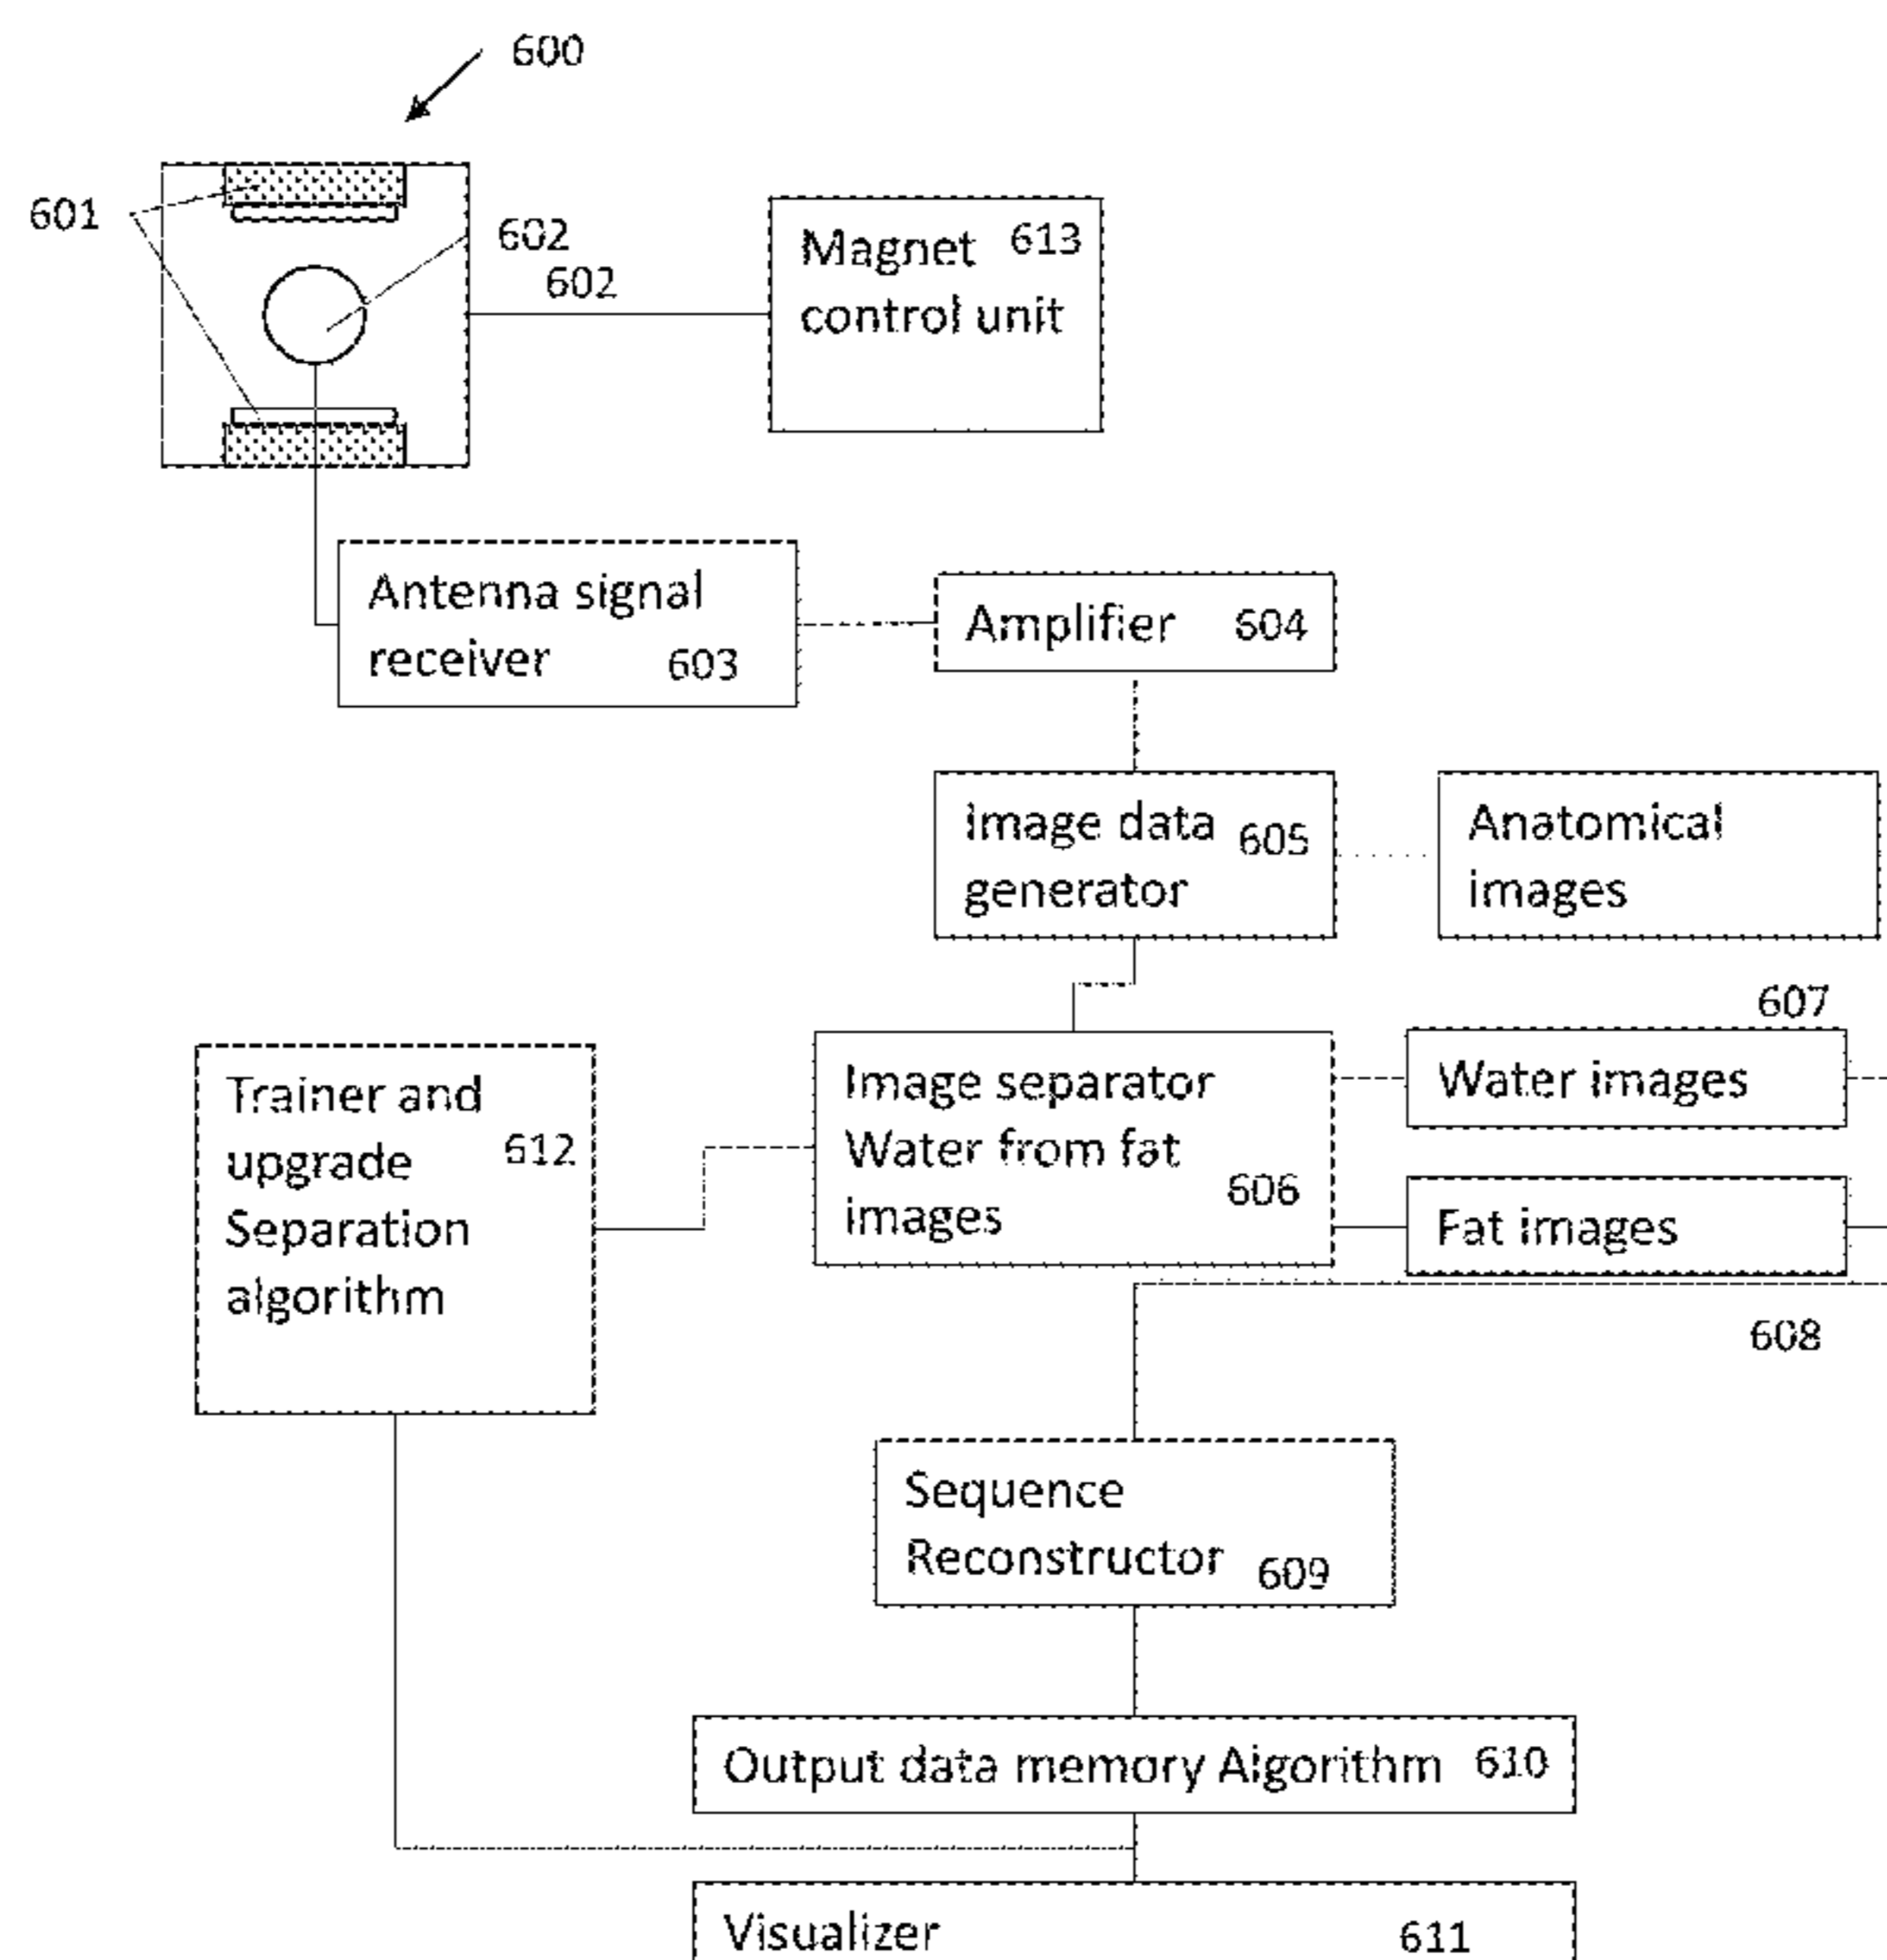 600
601
602
602
Magnet 613
control unit
Antenna signal
receiver 603
Amplifier 604
Image data 605
generator
Anatomical
images
607
Trainer and
upgrade 612
Separation
algorithm
Image separator
Water from fat
images 606
Water images
Fat images
608
Sequence
Reconstructor 609
Output data memory Algorithm 610
Visualizer 611